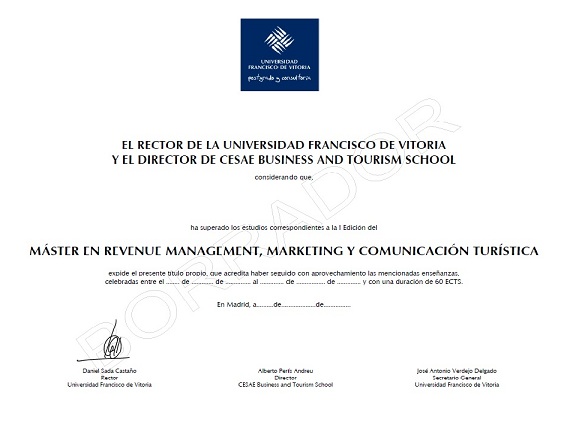 UNIVERSIDAD
FRANCISCO DE VITORIA
postgrado y consultoría
EL RECTOR DE LA UNIVERSIDAD FRANCISCO DE VITORIA
Y EL DIRECTOR DE CESAE BUSINESS AND TOURISM SCHOOL
considerando que,
ha superado los estudios correspondientes a la I Edición del
MÁSTER EN REVENUE MANAGEMENT, MARKETING Y COMUNICACIÓN TURÍSTICA
expide el presente título propio, que acredita haber seguido con aprovechamiento las mencionadas enseñanzas,
celebradas entre el ....... de ............ de ............. al ............. de ............... de ............. y con una duración de 60 ECTS.
En Madrid, a.........de...................de...............
BORRADOR
Daniel Sada Castaño
Rector
Universidad Francisco de Vitoria
Alberto Peris Andreu
Director
CESAE Business and Tourism School
José Antonio Verdejo Delgado
Secretario General
Universidad Francisco de Vitoria